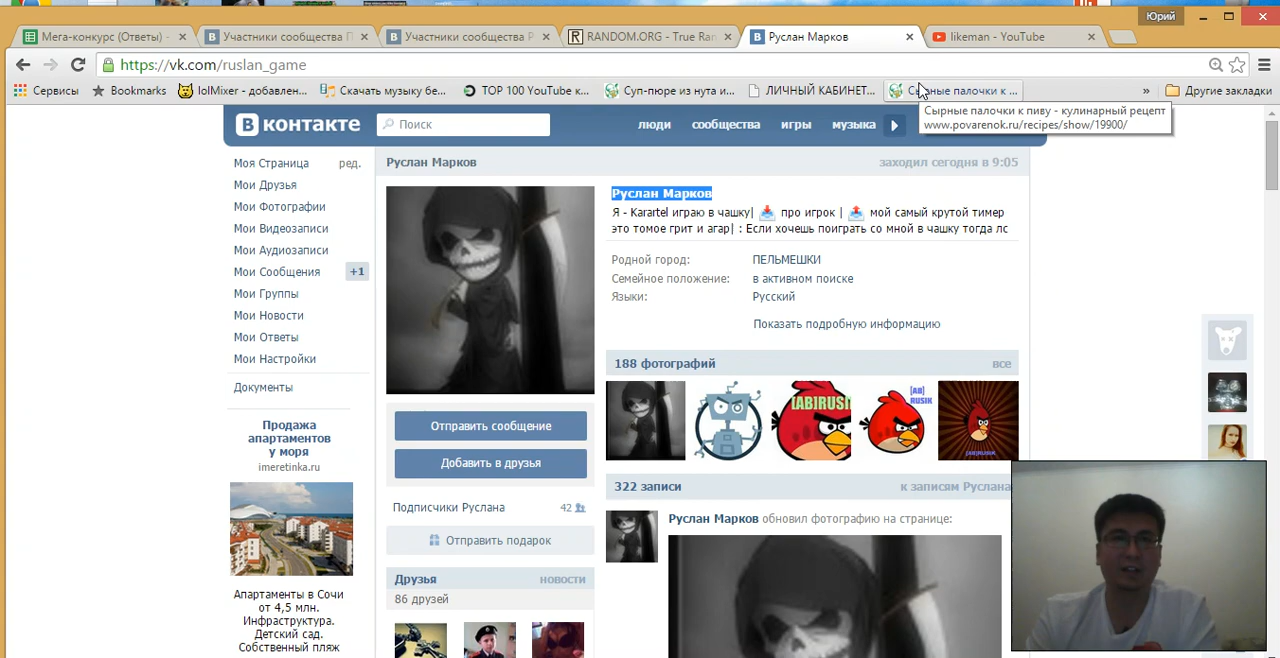 Юрий
Мега-конкурс (Ответы) -
Участники сообщества П
Участники сообщества Р
RANDOM.ORG - True Ran
Руслан Марков
likeman - YouTube
https://vk.com/ruslan_game
Сервисы
Bookmarks
lolMixer - добавлен...
Скачать музыку бе...
TOP 100 YouTube к...
Суп-пюре из нута и...
ЛИЧНЫЙ КАБИНЕТ...
Сырные палочки к ...
»
Другие закладки
Сырные палочки к пиву - кулинарный рецепт
www.povarenok.ru/recipes/show/19900/
В контакте
Поиск
люди
сообщества
игры
музыка
Моя Страница ред.
Мои Друзья
Мои Фотографии
Мои Видеозаписи
Мои Аудиозаписи
Мои Сообщения +1
Мои Группы
Мои Новости
Мои Ответы
Мои Настройки
Документы
Продажа
апартаментов
у моря
imeretinka.ru
Апартаменты в Сочи
от 4,5 млн.
Инфраструктура.
Детский сад.
Собственный пляж
Руслан Марков
заходил сегодня в 9:05
Руслан Марков
Я - Karartel играю в чашку| про игрок | мой самый крутой тимер
это томое грит и агар| : Если хочешь поиграть со мной в чашку тогда лс
Родной город: ПЕЛЬМЕШКИ
Семейное положение: в активном поиске
Языки: Русский
Показать подробную информацию
188 фотографий все
[AB]RUSI
[AB]
RUSIK
[AB]RUSIK
Отправить сообщение
Добавить в друзья
Подписчики Руслана 42
Отправить подарок
Друзья новости
86 друзей
322 записи к записям Руслана
Руслан Марков обновил фотографию на странице: